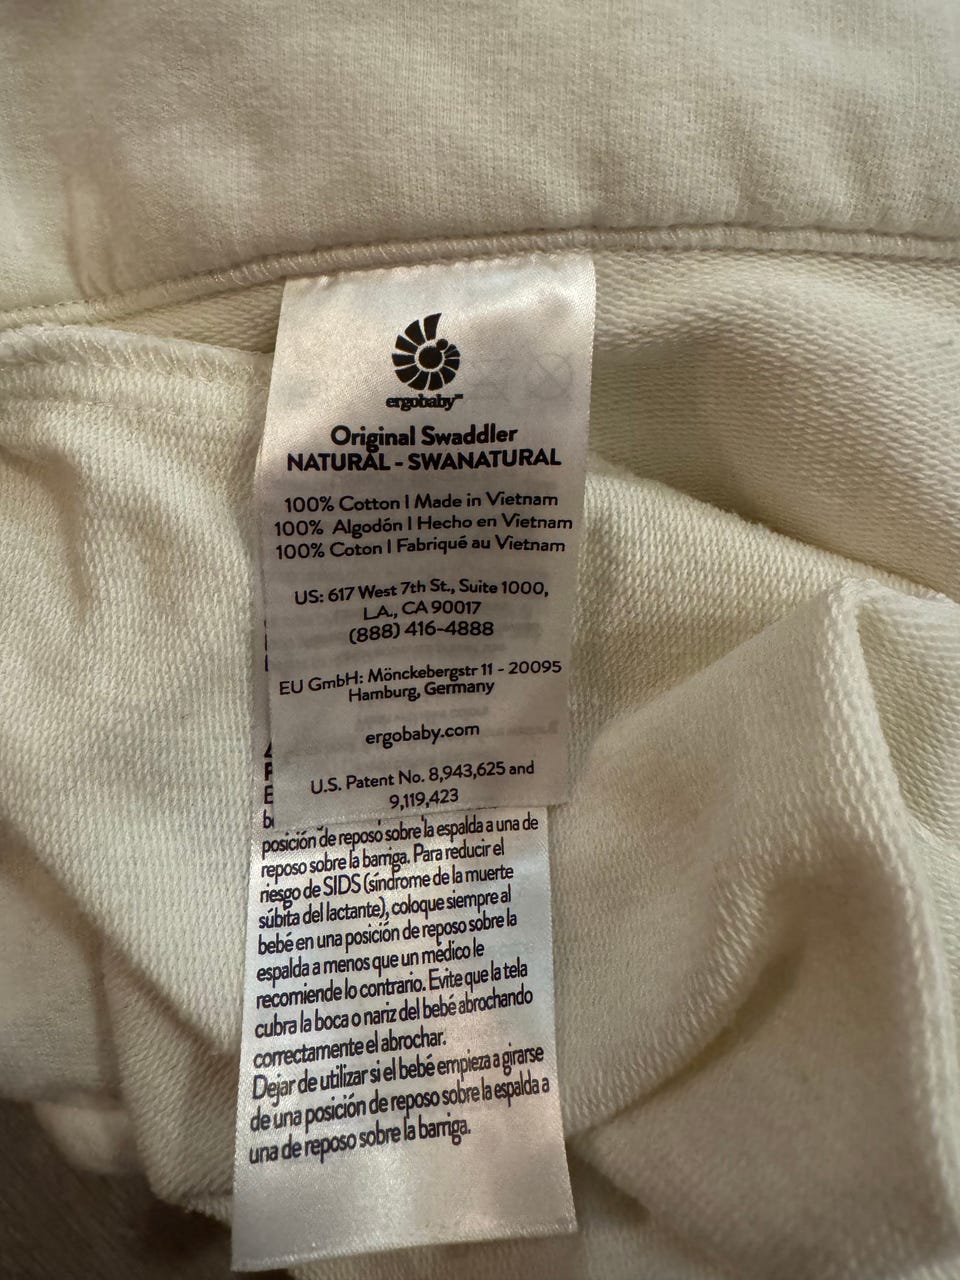 ergobaby™
Original Swaddler
NATURAL - SWANATURAL
100% Cotton | Made in Vietnam
100% Algodón | Hecho en Vietnam
100% Coton | Fabriqué au Vietnam
US: 617 West 7th St., Suite 1000,
L.A., CA 90017
(888) 416-4888
EU GmbH: Mönckebergstr 11 - 20095
Hamburg, Germany
ergobaby.com
U.S. Patent No. 8,943,625 and
9,119,423
posición de reposo sobre la espalda a una de
reposo sobre la barriga. Para reducir el
riesgo de SIDS (síndrome de la muerte
súbita del lactante), coloque siempre al
bebé en una posición de reposo sobre la
espalda a menos que un médico le
recomiende lo contrario. Evite que la tela
cubra la boca o nariz del bebé abrochando
correctamente el abrochar.
Dejar de utilizar si el bebé empieza a girarse
de una posición de reposo sobre la espalda a
una de reposo sobre la barriga.